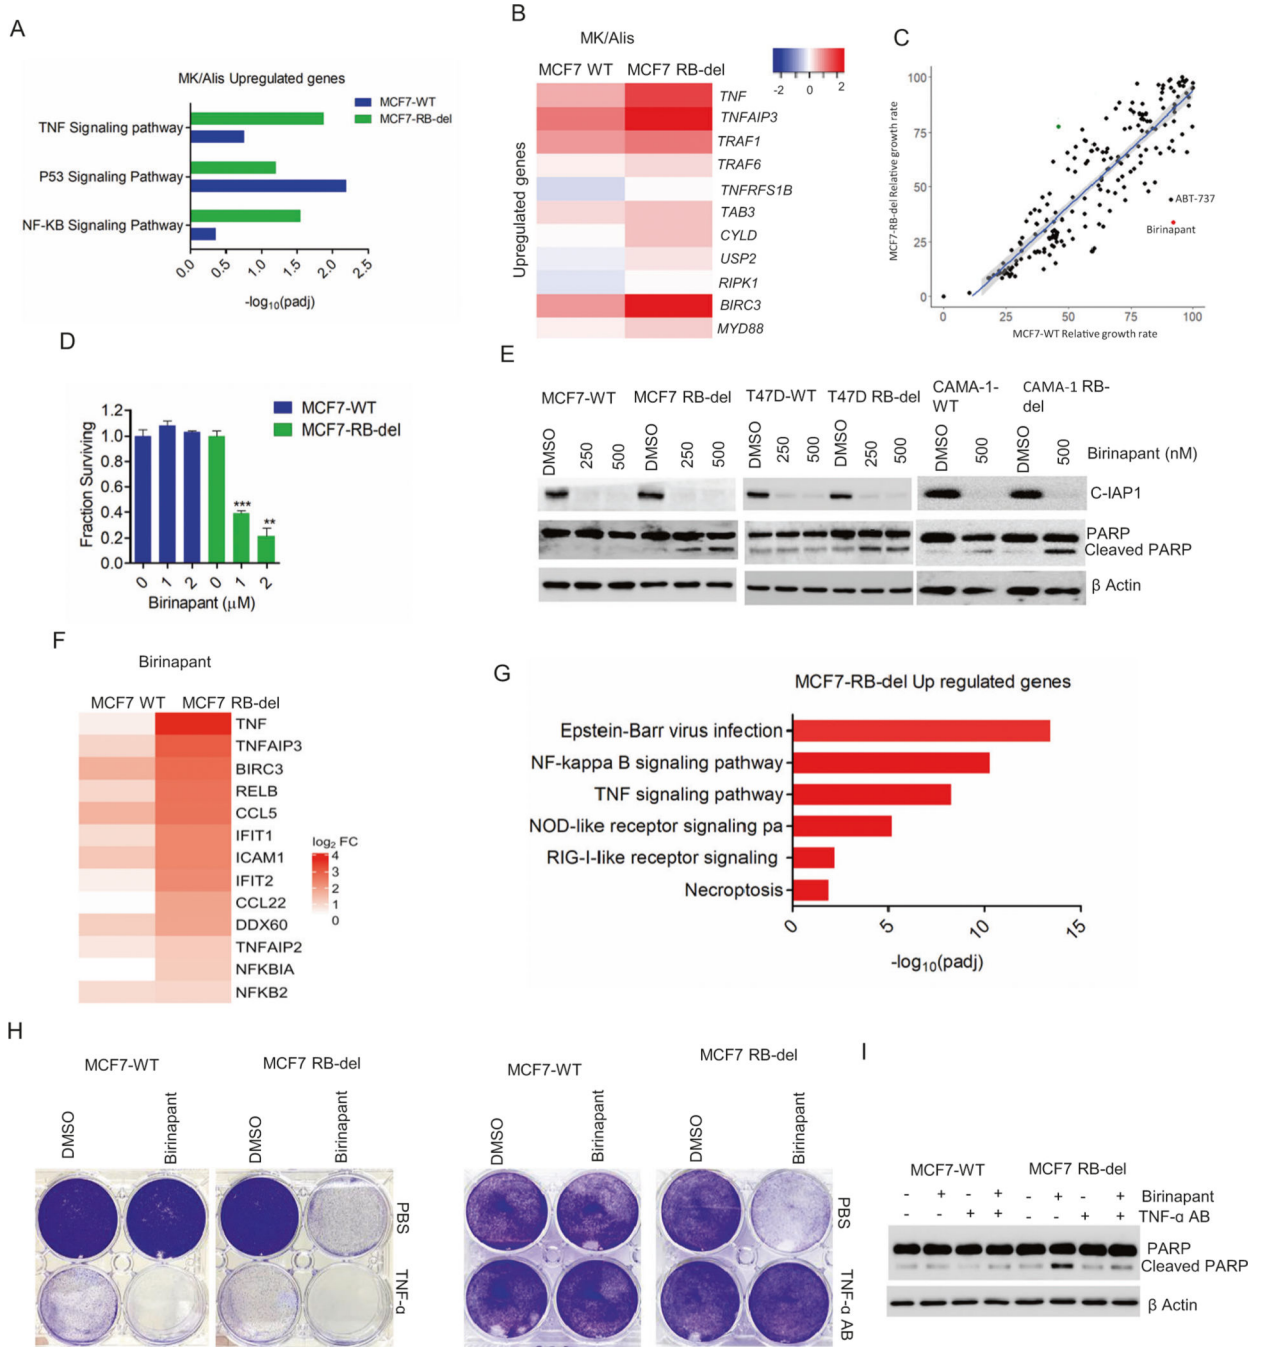 A
MK/Alis Upregulated genes
MCF7-WT
MCF7-RB-del
TNF Signaling pathway
P53 Signaling Pathway
NF-KB Signaling Pathway
0.0 0.5 1.0 1.5 2.0 2.5
-log10(padj)
B
MK/Alis
MCF7 WT MCF7 RB-del
-2 0 2
Upregulated genes
TNF
TNFAIP3
TRAF1
TRAF6
TNFRFS1B
TAB3
CYLD
USP2
RIPK1
BIRC3
MYD88
C
MCF7-RB-del Relative growth rate
100
75
50
25
0
ABT-737
Birinapant
0 25 50 75 100
MCF7-WT Relative growth rate
D
MCF7-WT
MCF7-RB-del
Fraction Surviving
1.2
1.0
0.8
0.6
0.4
0.2
0.0
***
**
0 1 2 0 1 2
Birinapant (μM)
E
MCF7-WT MCF7 RB-del T47D-WT T47D RB-del CAMA-1-WT CAMA-1 RB-del
DMSO 250 500 DMSO 250 500 DMSO 250 500 DMSO 250 500 DMSO 500 DMSO 500
Birinapant (nM)
C-IAP1
PARP
Cleaved PARP
β Actin
F
Birinapant
MCF7 WT MCF7 RB-del
TNF
TNFAIP3
BIRC3
RELB
CCL5
IFIT1
ICAM1
IFIT2
CCL22
DDX60
TNFAIP2
NFKBIA
NFKB2
log2 FC
4
3
2
1
0
G
MCF7-RB-del Up regulated genes
Epstein-Barr virus infection
NF-kappa B signaling pathway
TNF signaling pathway
NOD-like receptor signaling pa
RIG-I-like receptor signaling
Necroptosis
0 5 10 15
-log10(padj)
H
MCF7-WT MCF7 RB-del
DMSO Birinapant DMSO Birinapant
PBS
TNF-α
MCF7-WT MCF7 RB-del
DMSO Birinapant DMSO Birinapant
PBS
TNF-α AB
I
MCF7-WT MCF7 RB-del
- + - + - + - + Birinapant
- - + + - - + + TNF-α AB
PARP
Cleaved PARP
β Actin